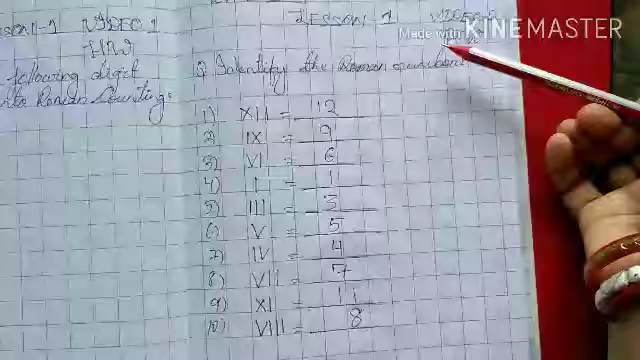 LESSON 1 VIDEO 1
H.W
following digit
into Roman Counting:
LESSON 1 VIDEO
Made with KINEMASTER
Q Identify the Roman numbers
1) XII = 12
2) IX = 9
3) VI = 6
4) I = 1
5) III = 3
6) V = 5
7) IV = 4
8) VII = 7
9) XI = 11
10) VIII = 8